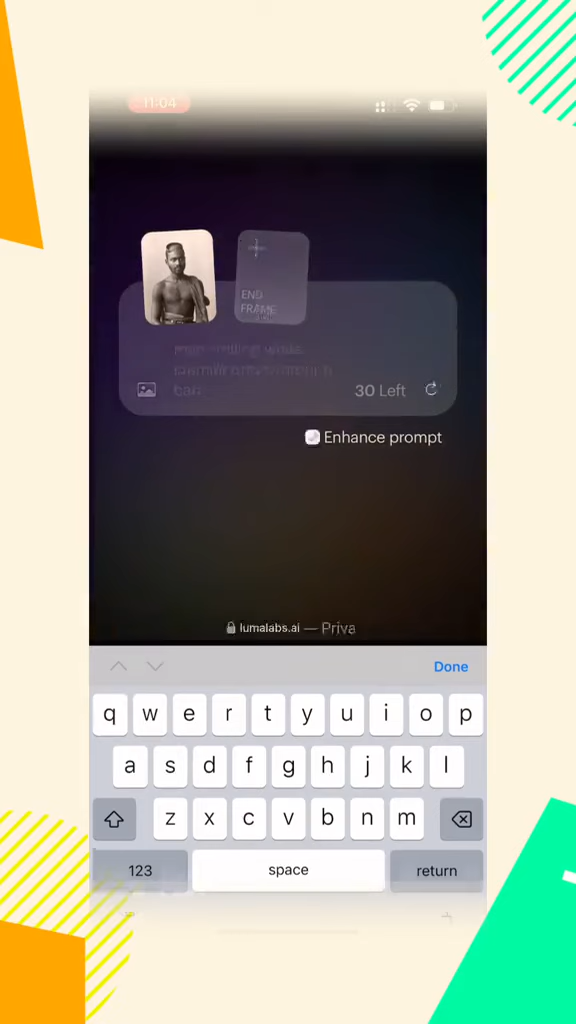 11:04
END
FRAME
30 Left
Enhance prompt
lumalabs.ai — Priva
Done
q w e r t y u i o p
a s d f g h j k l
z x c v b n m
123 space return